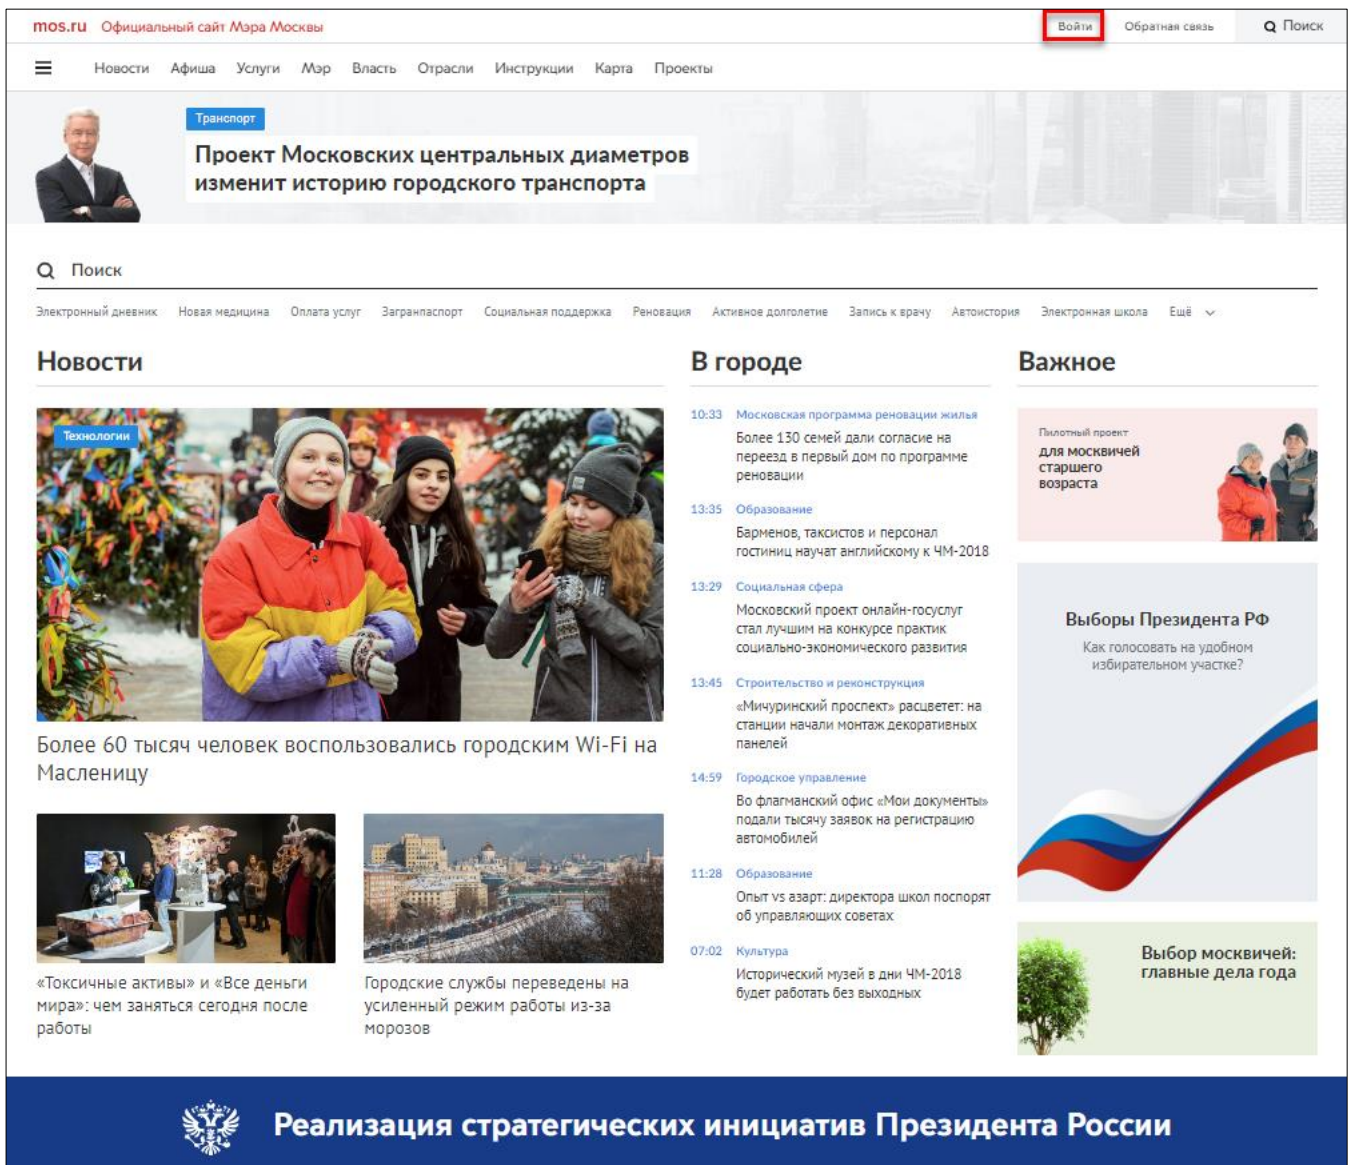 mos.ru Официальный сайт Мэра Москвы
Войти
Обратная связь
Поиск
Новости Афиша Услуги Мэр Власть Отрасли Инструкции Карта Проекты
Транспорт
Проект Московских центральных диаметров
изменит историю городского транспорта
Поиск
Электронный дневник Новая медицина Оплата услуг Загранпаспорт Социальная поддержка Реновация Активное долголетие Запись к врачу Автоистория Электронная школа Ещё
Новости
Технологии
Более 60 тысяч человек воспользовались городским Wi-Fi на
Масленицу
«Токсичные активы» и «Все деньги
мира»: чем заняться сегодня после
работы
Городские службы переведены на
усиленный режим работы из-за
морозов
В городе
10:33 Московская программа реновации жилья
Более 130 семей дали согласие на
переезд в первый дом по программе
реновации
13:35 Образование
Барменов, таксистов и персонал
гостиниц научат английскому к ЧМ-2018
13:29 Социальная сфера
Московский проект онлайн-госуслуг
стал лучшим на конкурсе практик
социально-экономического развития
13:45 Строительство и реконструкция
«Мичуринский проспект» расцветет: на
станции начали монтаж декоративных
панелей
14:59 Городское управление
Во флагманский офис «Мои документы»
подали тысячу заявок на регистрацию
автомобилей
11:28 Образование
Опыт vs азарт: директора школ поспорят
об управляющих советах
07:02 Культура
Исторический музей в дни ЧМ-2018
будет работать без выходных
Важное
Пилотный проект
для москвичей
старшего
возраста
Выборы Президента РФ
Как голосовать на удобном
избирательном участке?
Выбор москвичей:
главные дела года
Реализация стратегических инициатив Президента России